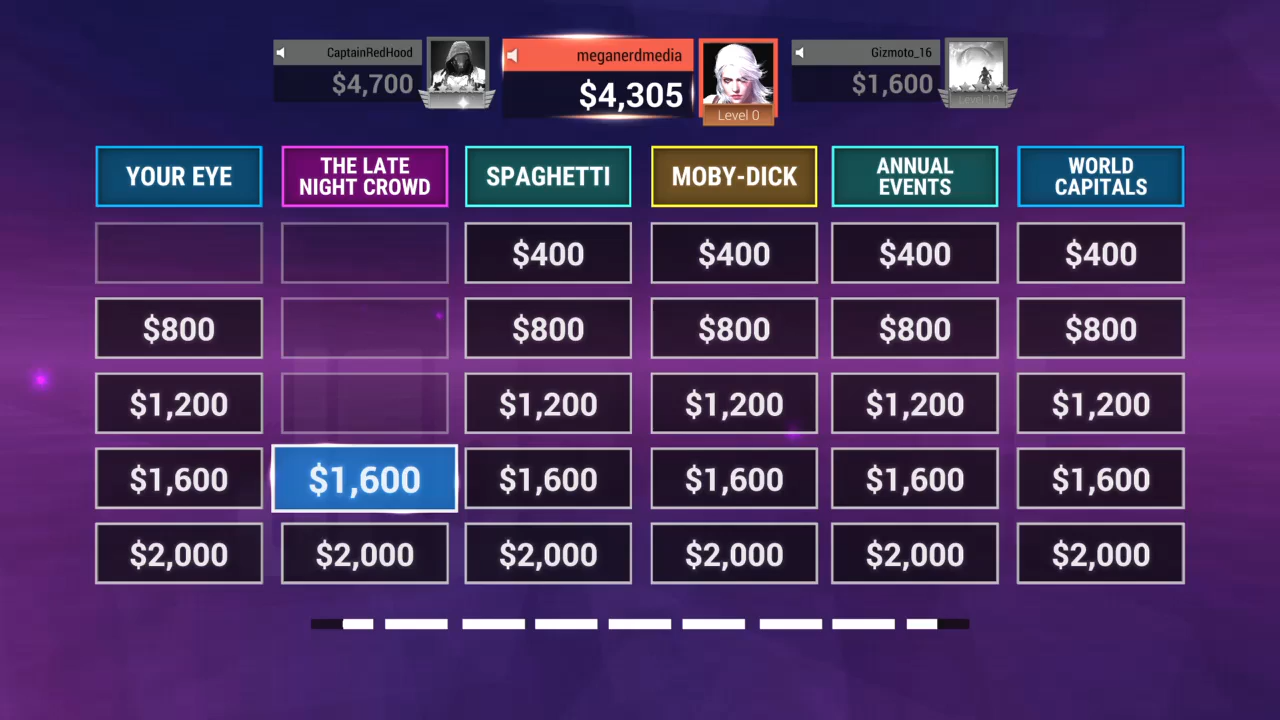 CaptainRedHood
$4,700
meganerdmedia
$4,305
Level 0
Gizmoto_16
$1,600
Level 10
YOUR EYE
THE LATE
NIGHT CROWD
SPAGHETTI
MOBY-DICK
ANNUAL
EVENTS
WORLD
CAPITALS
$400 $400 $400 $400
$800 $800 $800 $800 $800
$1,200 $1,200 $1,200 $1,200 $1,200
$1,600 $1,600 $1,600 $1,600 $1,600 $1,600
$2,000 $2,000 $2,000 $2,000 $2,000 $2,000